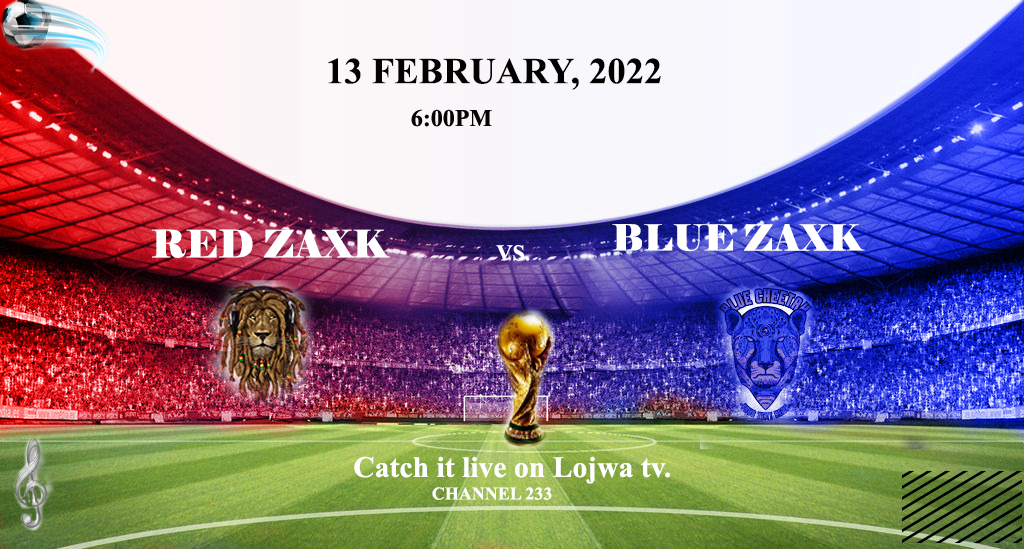 13 FEBRUARY, 2022
6:00PM
RED ZAXK
vs.
BLUE ZAXK
BLUE CHEETAH
Catch it live on Lojwa tv.
CHANNEL 233